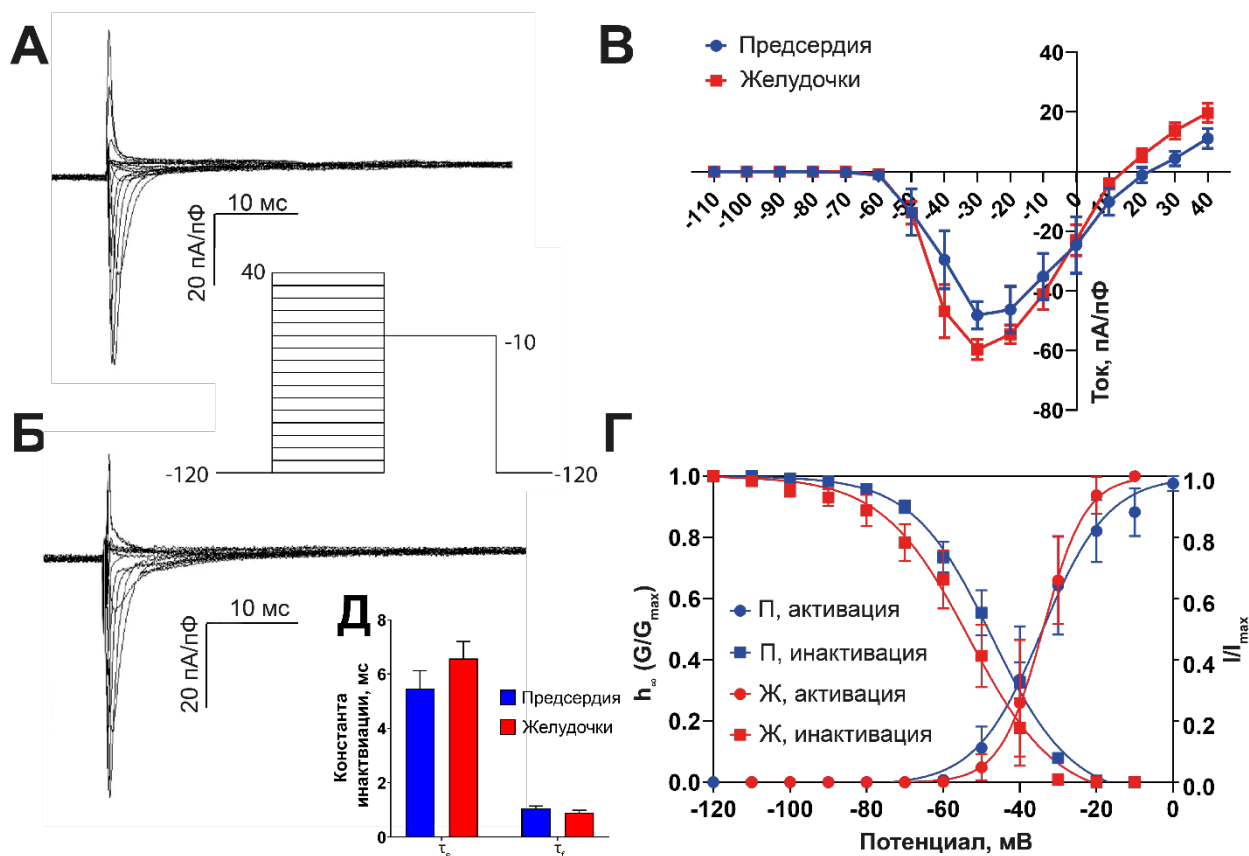 А
10 мс
20 пА/пФ
40
-10
-120
-120
Б
10 мс
20 пА/пФ
В
Предсердия
Желудочки
40
20
0
-20
-40
-60
-80
-110
-100
-90
-80
-70
-60
-50
-40
-30
-20
-10
0
10
20
30
40
Ток, пА/пФ
Г
1.0
0.8
0.6
0.4
0.2
0.0
h∞ (G/Gmax)
П, активация
П, инактивация
Ж, активация
Ж, инактивация
1.0
0.8
0.6
0.4
0.2
0.0
I/Imax
-120
-100
-80
-60
-40
-20
0
Потенциал, мВ
Д
8
6
4
2
0
Константа
инактвиации, мс
Предсердия
Желудочки
τs
τf